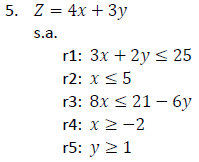 5. Z = 4x + 3y
s.a.
r1: 3x + 2y ≤ 25
r2: x ≤ 5
r3: 8x ≤ 21 − 6y
r4: x ≥ −2
r5: y ≥ 1